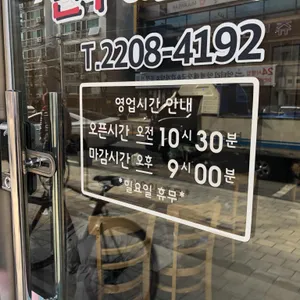 T.2208-4192
영업시간 안내
오픈시간 오전 10시 30분
마감시간 오후 9시 00분
*일요일 휴무*